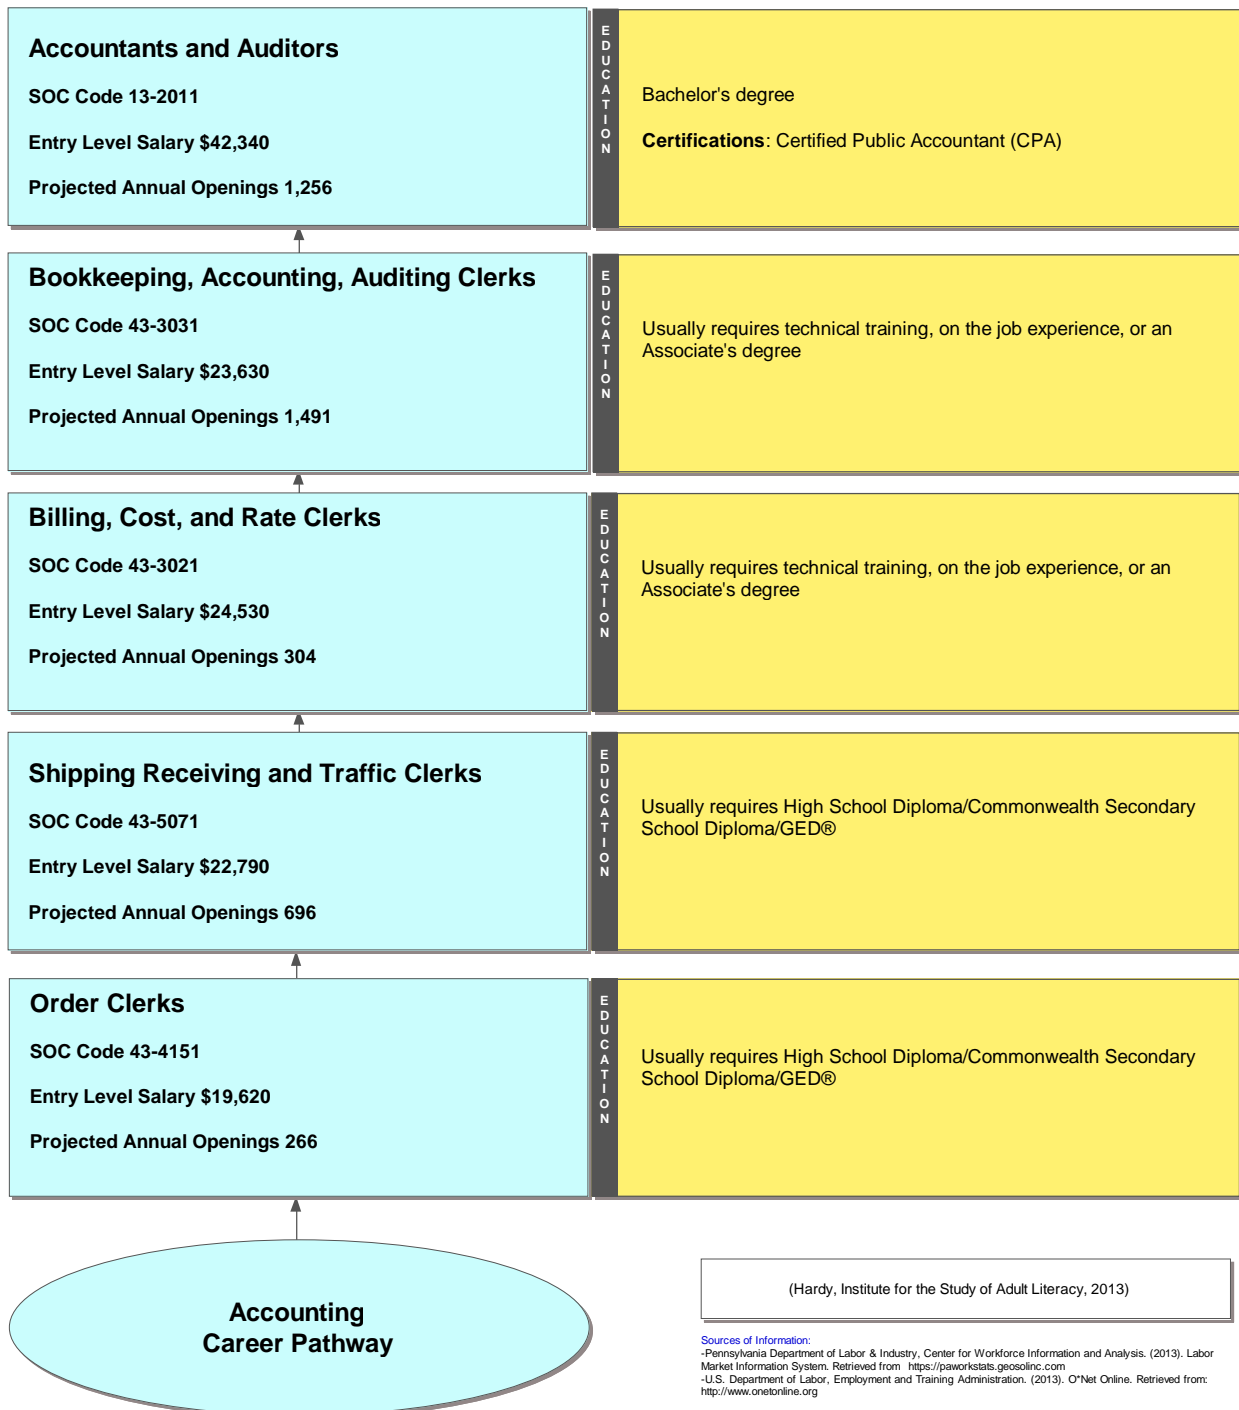 Accountants and Auditors
SOC Code 13-2011
Entry Level Salary $42,340
Projected Annual Openings 1,256
EDUCATION
Bachelor's degree
Certifications: Certified Public Accountant (CPA)
Bookkeeping, Accounting, Auditing Clerks
SOC Code 43-3031
Entry Level Salary $23,630
Projected Annual Openings 1,491
EDUCATION
Usually requires technical training, on the job experience, or an
Associate's degree
Billing, Cost, and Rate Clerks
SOC Code 43-3021
Entry Level Salary $24,530
Projected Annual Openings 304
EDUCATION
Usually requires technical training, on the job experience, or an
Associate's degree
Shipping Receiving and Traffic Clerks
SOC Code 43-5071
Entry Level Salary $22,790
Projected Annual Openings 696
EDUCATION
Usually requires High School Diploma/Commonwealth Secondary
School Diploma/GED®
Order Clerks
SOC Code 43-4151
Entry Level Salary $19,620
Projected Annual Openings 266
EDUCATION
Usually requires High School Diploma/Commonwealth Secondary
School Diploma/GED®
Accounting
Career Pathway
(Hardy, Institute for the Study of Adult Literacy, 2013)
Sources of Information:
-Pennsylvania Department of Labor & Industry, Center for Workforce Information and Analysis. (2013). Labor
Market Information System. Retrieved from https://paworkstats.geosolinc.com
-U.S. Department of Labor, Employment and Training Administration. (2013). O*Net Online. Retrieved from:
http://www.onetonline.org